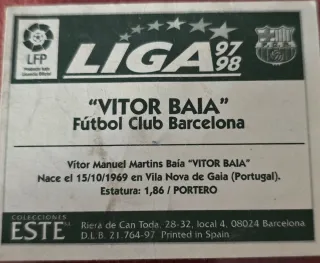 LFP
LIGA 97 98
"VITOR BAIA"
Fútbol Club Barcelona
Vítor Manuel Martins Baía "VITOR BAIA"
Nace el 15/10/1969 en Vila Nova de Gaia (Portugal).
Estatura: 1,86 / PORTERO
COLECCIONES
ESTE
Riera de Can Toda, 28-32, local 4, 08024 Barcelona
D.L.B. 21.764-97 Printed in Spain